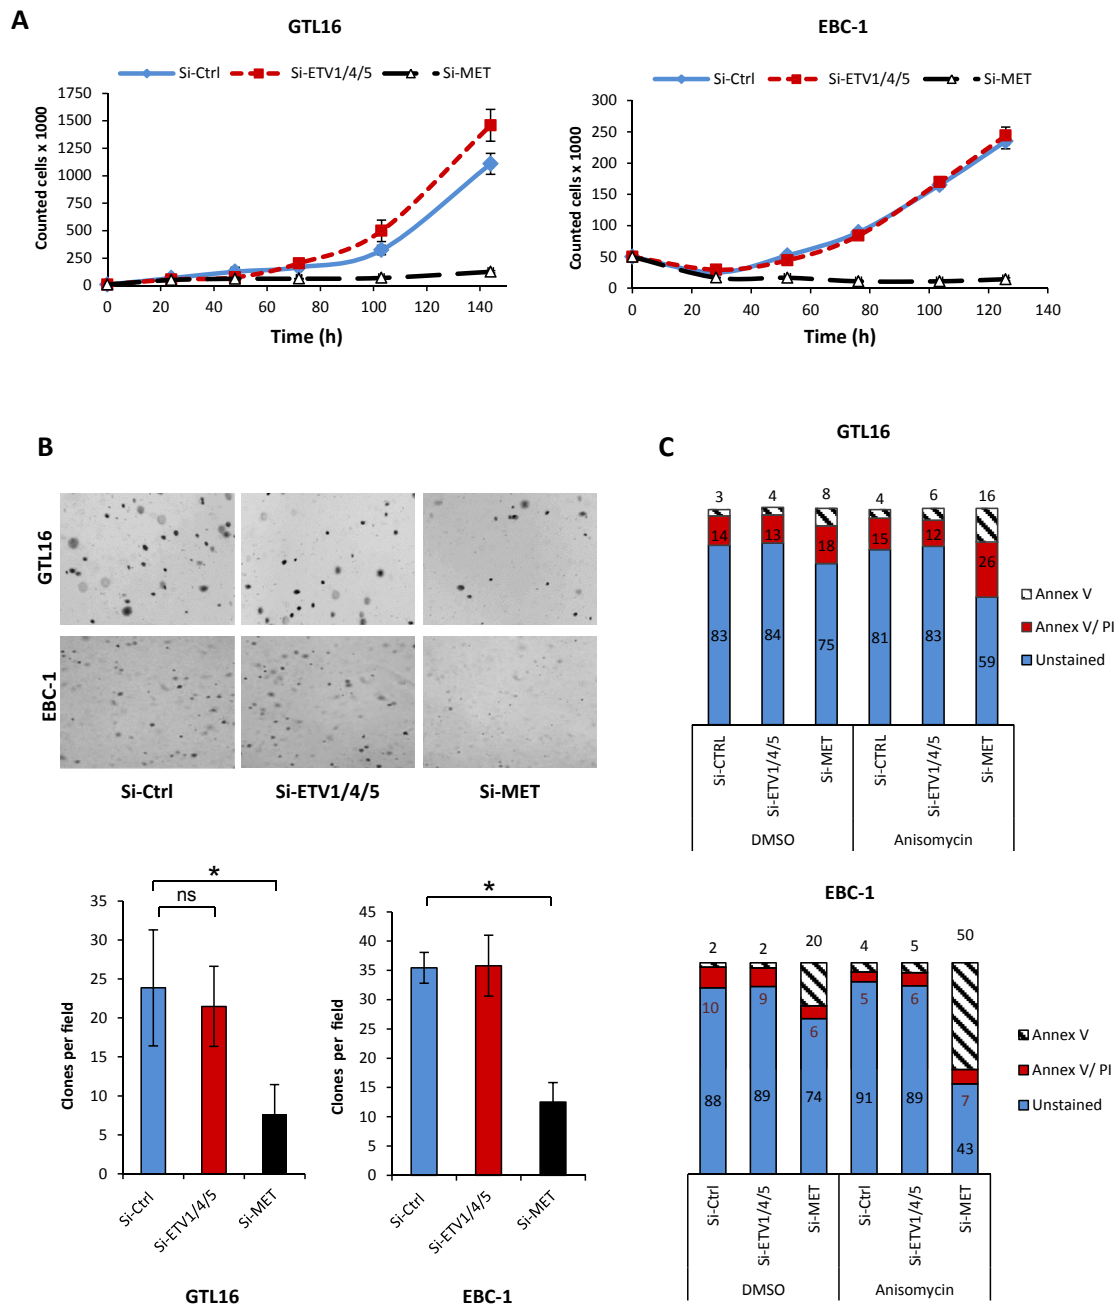 A
GTL16
Si-Ctrl Si-ETV1/4/5 Si-MET
Counted cells x 1000
1750
1500
1250
1000
750
500
250
0
0 20 40 60 80 100 120 140
Time (h)
EBC-1
Si-Ctrl Si-ETV1/4/5 Si-MET
Counted cells x 1000
300
250
200
150
100
50
0
0 20 40 60 80 100 120 140
Time (h)
B
GTL16
EBC-1
Si-Ctrl Si-ETV1/4/5 Si-MET
*
ns
Clones per field
35
30
25
20
15
10
5
0
Si-Ctrl Si-ETV1/4/5 Si-MET
GTL16
*
Clones per field
45
40
35
30
25
20
15
10
5
0
Si-Ctrl Si-ETV1/4/5 Si-MET
EBC-1
C
GTL16
3 4 8 4 6 16
14 13 18 15 12 26
83 84 75 81 83 59
Annex V
Annex V/ PI
Unstained
Si-CTRL Si-ETV1/4/5 Si-MET Si-CTRL Si-ETV1/4/5 Si-MET
DMSO Anisomycin
EBC-1
2 2 20 4 5 50
10 9 6 5 6 7
88 89 74 91 89 43
Annex V
Annex V/ PI
Unstained
Si-Ctrl Si-ETV1/4/5 Si-MET Si-Ctrl Si-ETV1/4/5 Si-MET
DMSO Anisomycin